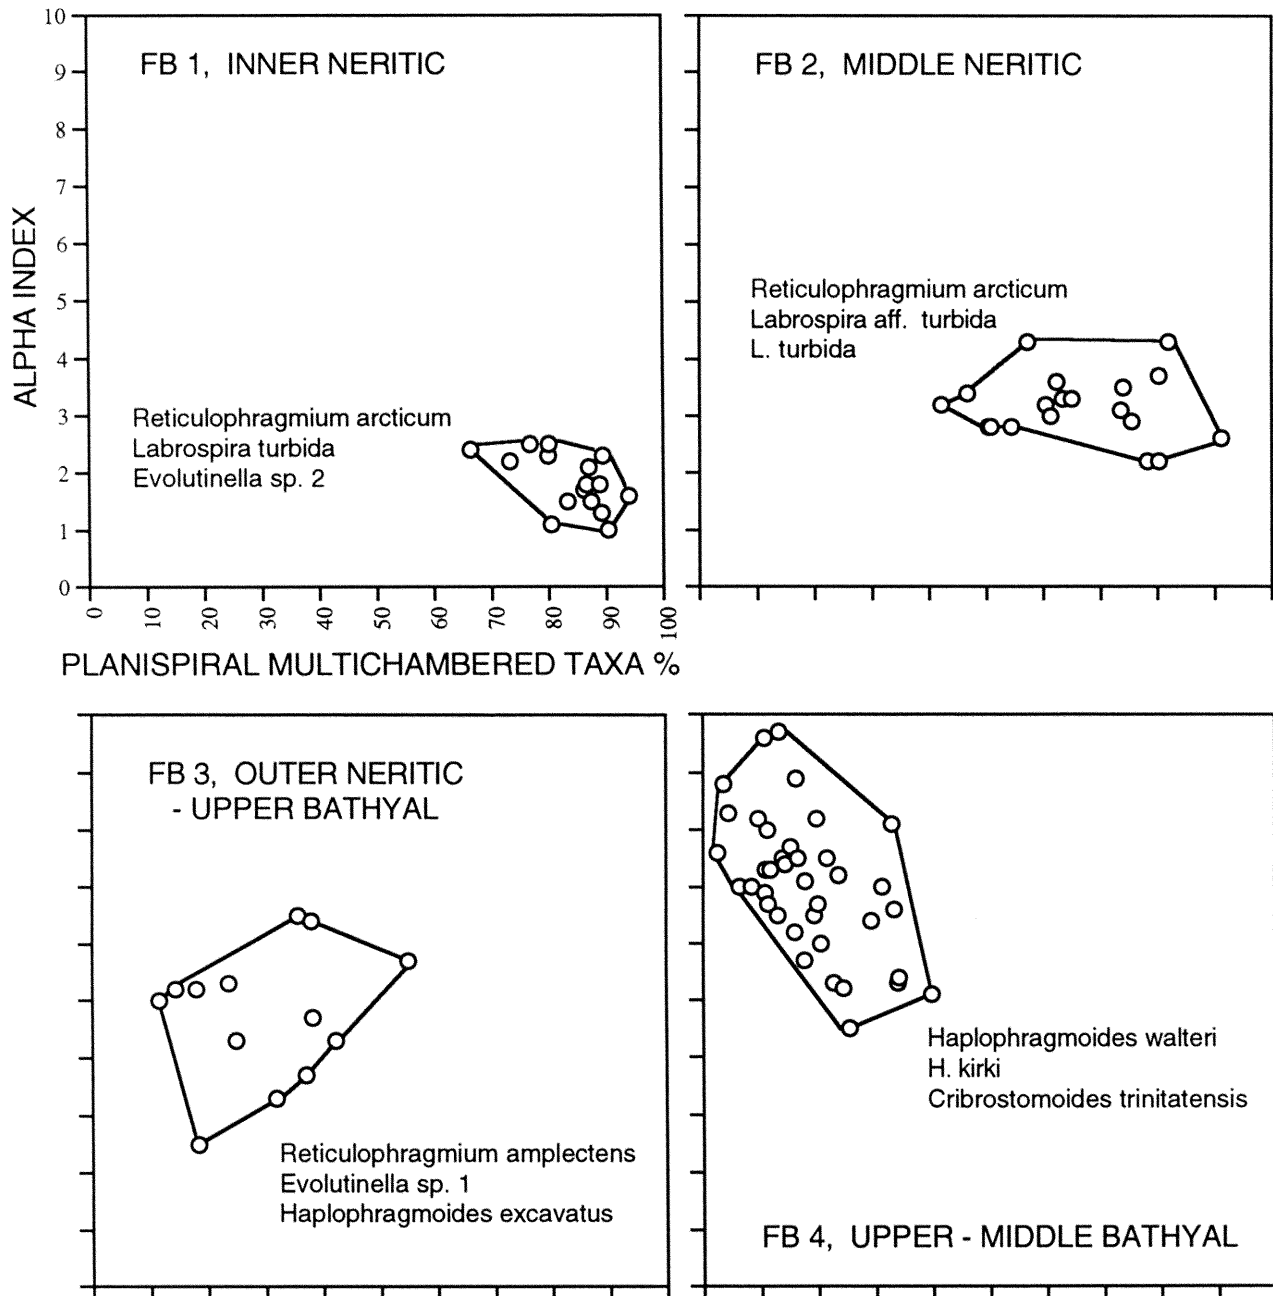 FB 1, INNER NERITIC
10
9
8
7
6
5
4
3
2
1
0
ALPHA INDEX
Reticulophragmium arcticum
Labrospira turbida
Evolutinella sp. 2
0
10
20
30
40
50
60
70
80
90
100
PLANISPIRAL MULTICHAMBERED TAXA %
FB 2, MIDDLE NERITIC
Reticulophragmium arcticum
Labrospira aff. turbida
L. turbida
FB 3, OUTER NERITIC
- UPPER BATHYAL
Reticulophragmium amplectens
Evolutinella sp. 1
Haplophragmoides excavatus
Haplophragmoides walteri
H. kirki
Cribrostomoides trinitatensis
FB 4, UPPER - MIDDLE BATHYAL